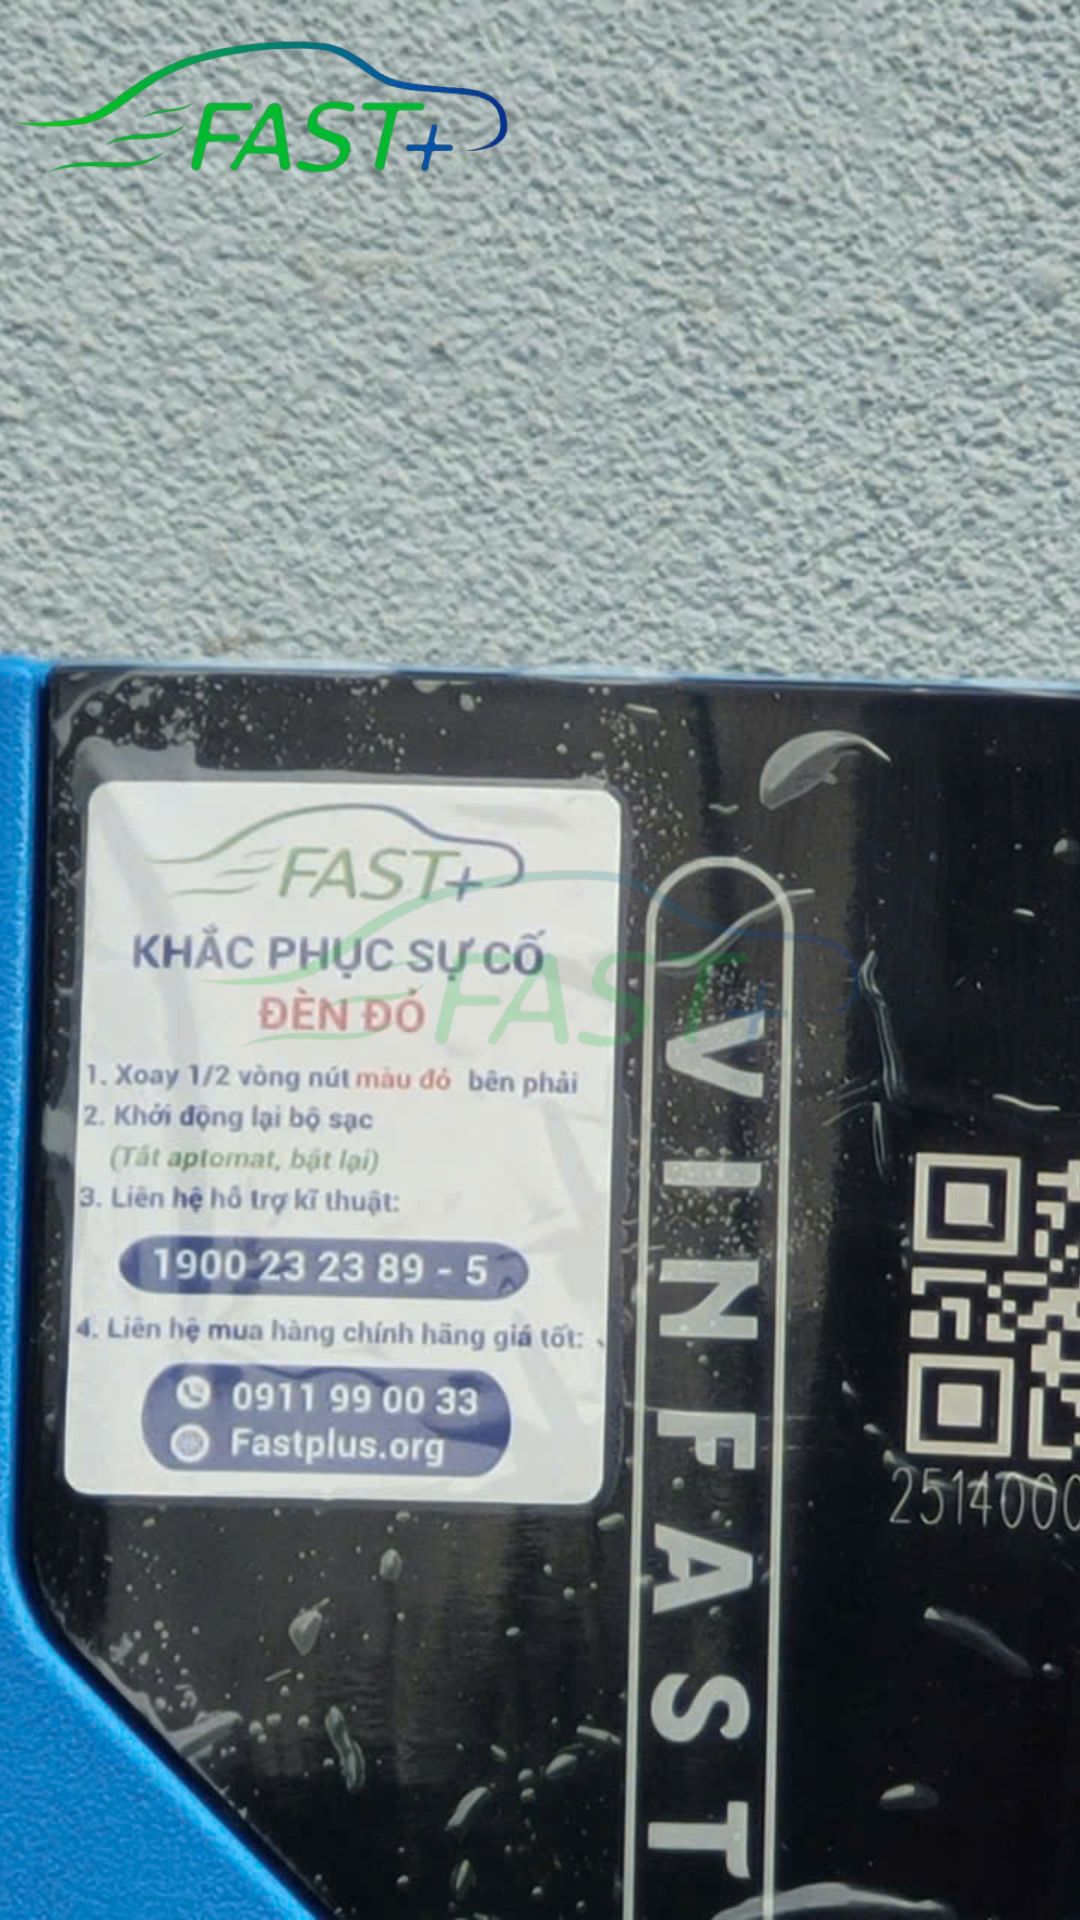 FAST+
FAST+
KHẮC PHỤC SỰ CỐ
ĐÈN ĐỎ
FAST+
1. Xoay 1/2 vòng nút màu đỏ bên phải
2. Khởi động lại bộ sạc
(Tắt aptomat, bật lại)
3. Liên hệ hỗ trợ kĩ thuật:
1900 23 23 89 - 5
4. Liên hệ mua hàng chính hãng giá tốt:
0911 99 00 33
Fastplus.org
VINFAST
2514000